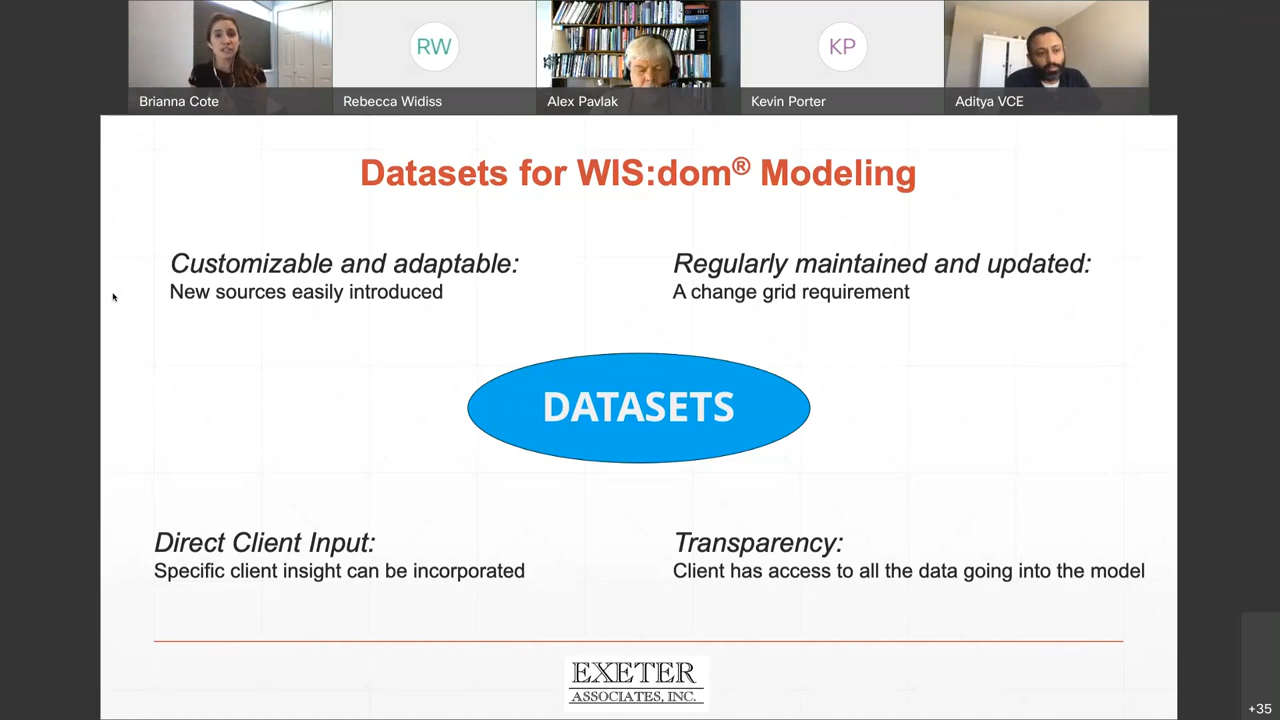 RW
KP
Brianna Cote
Rebecca Widiss
Alex Pavlak
Kevin Porter
Aditya VCE
Datasets for WIS:dom® Modeling
Customizable and adaptable:
New sources easily introduced
Regularly maintained and updated:
A change grid requirement
DATASETS
Direct Client Input:
Specific client insight can be incorporated
Transparency:
Client has access to all the data going into the model
EXETER
ASSOCIATES, INC.
+35